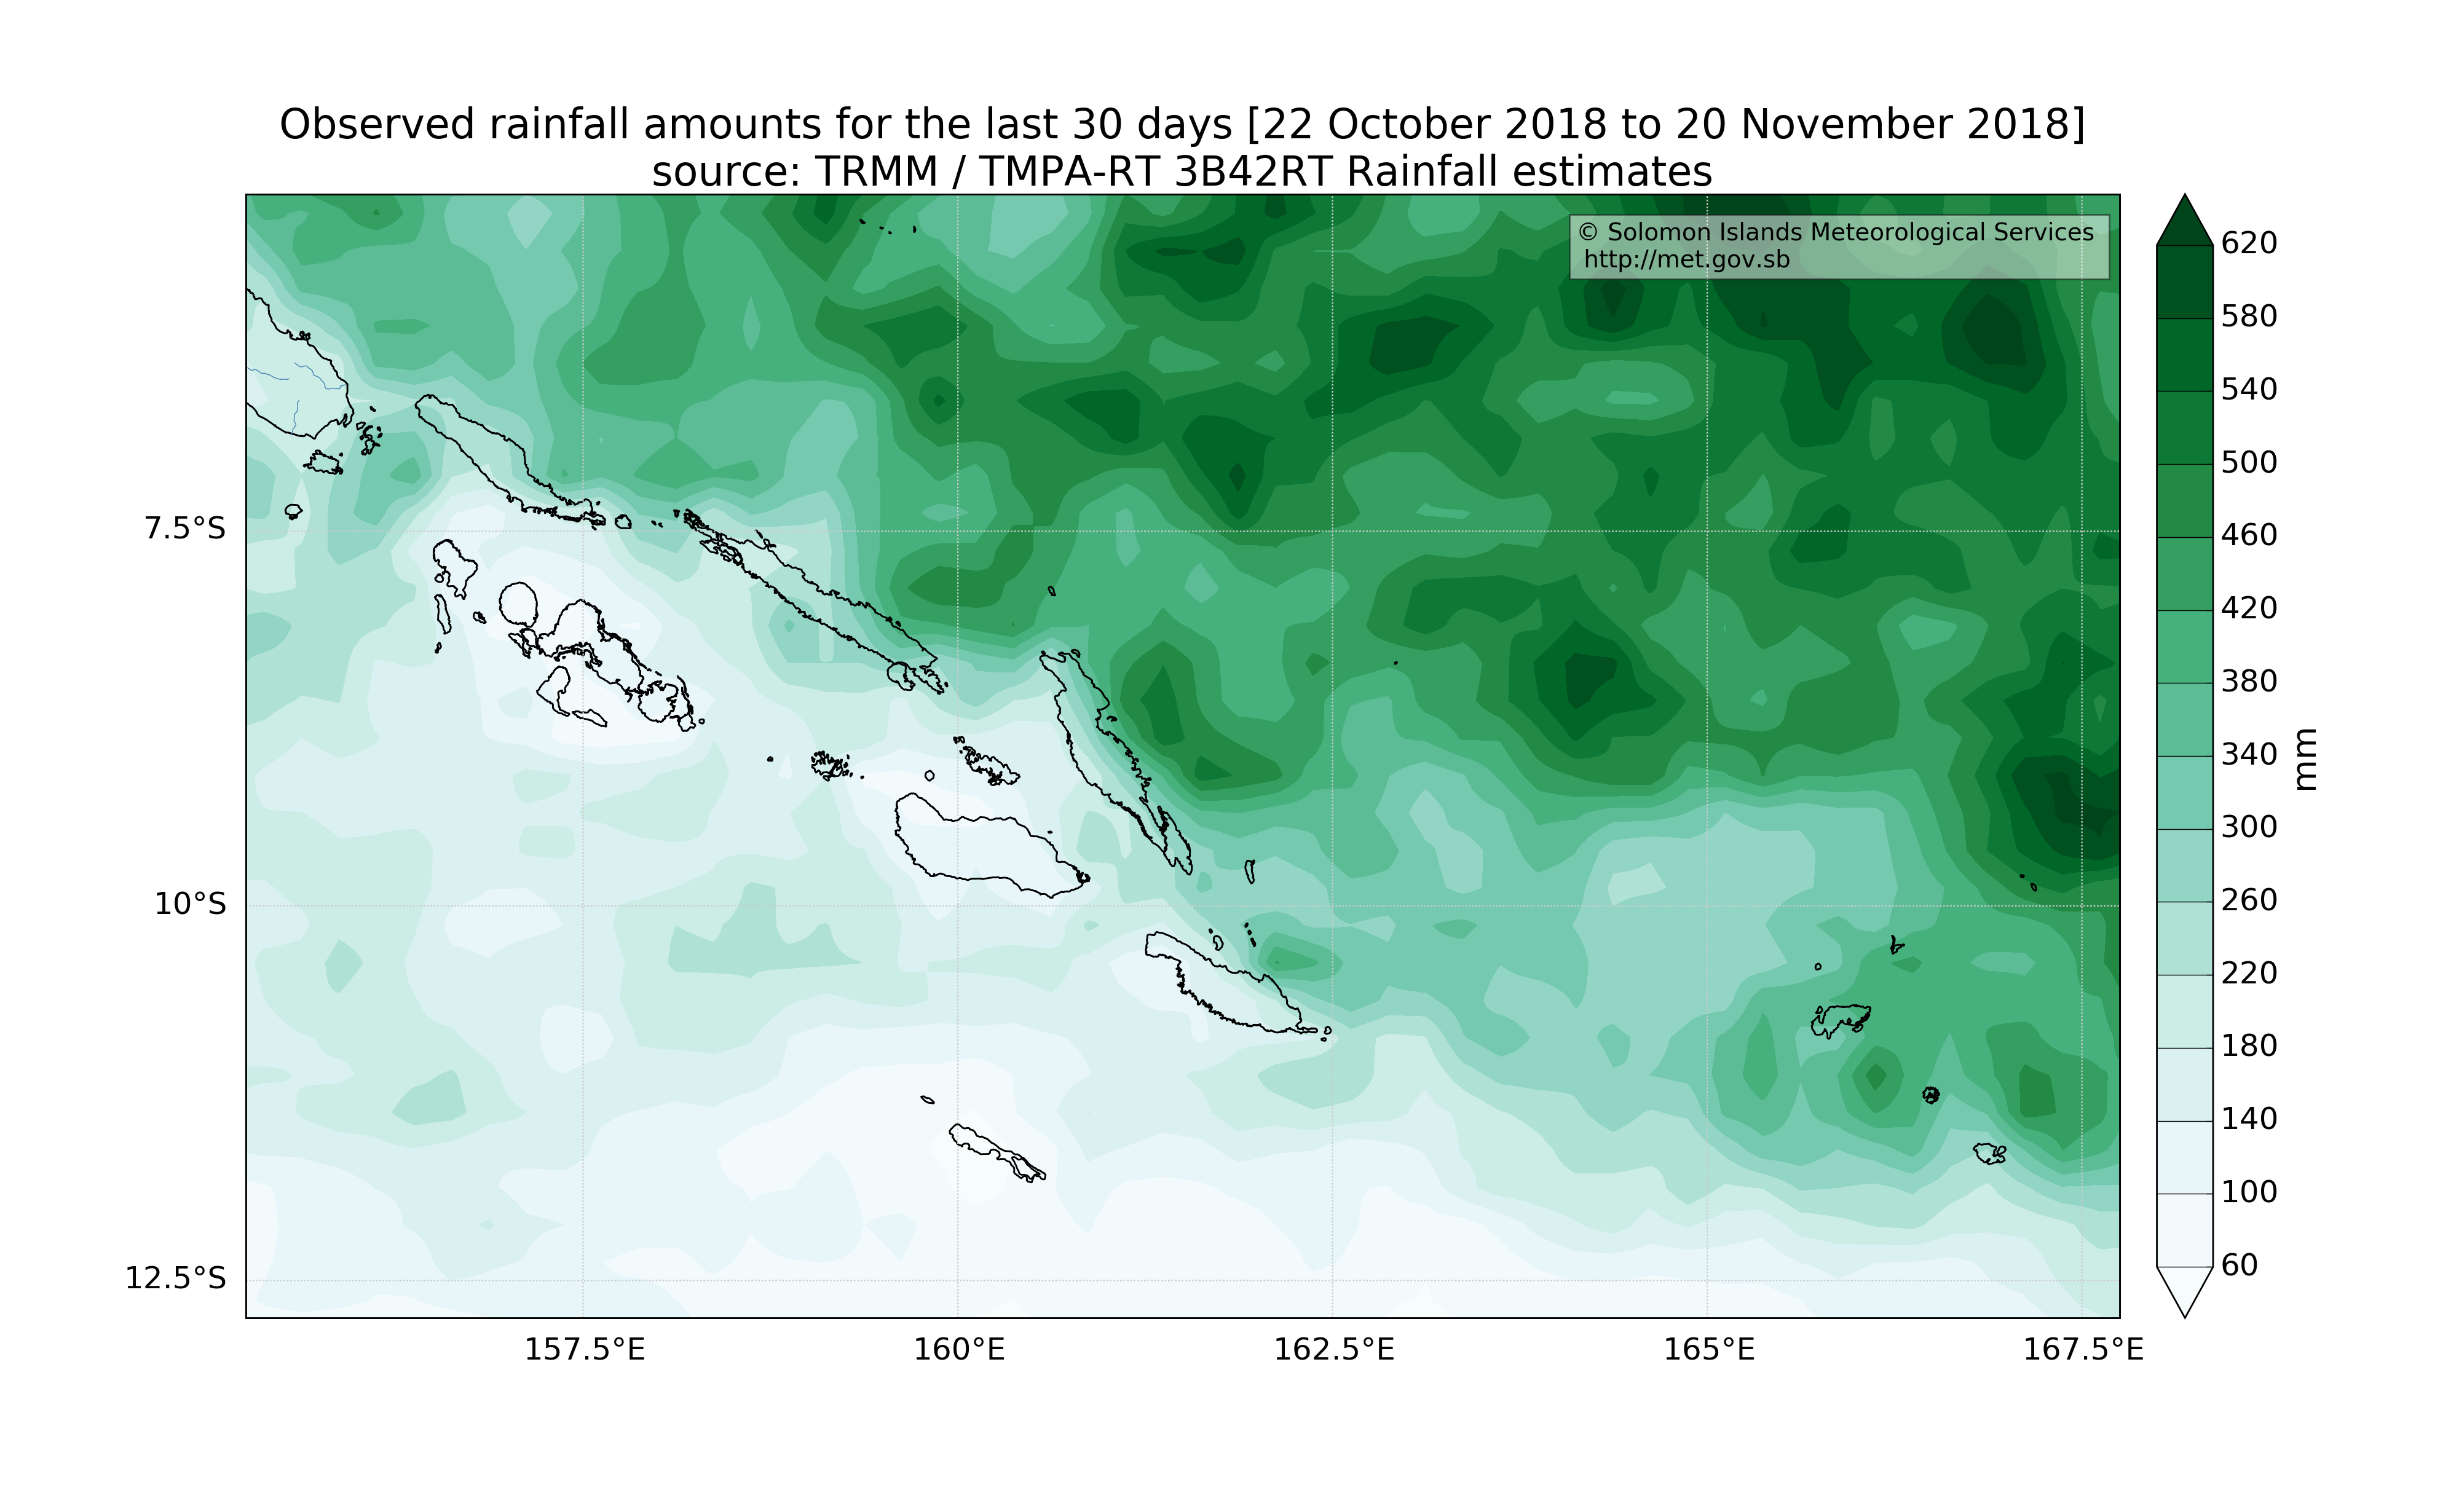 Observed rainfall amounts for the last 30 days [22 October 2018 to 20 November 2018]
source: TRMM / TMPA-RT 3B42RT Rainfall estimates
© Solomon Islands Meteorological Services
http://met.gov.sb
7.5°S
10°S
12.5°S
157.5°E
160°E
162.5°E
165°E
167.5°E
620
580
540
500
460
420
380
340
300
260
220
180
140
100
60
mm